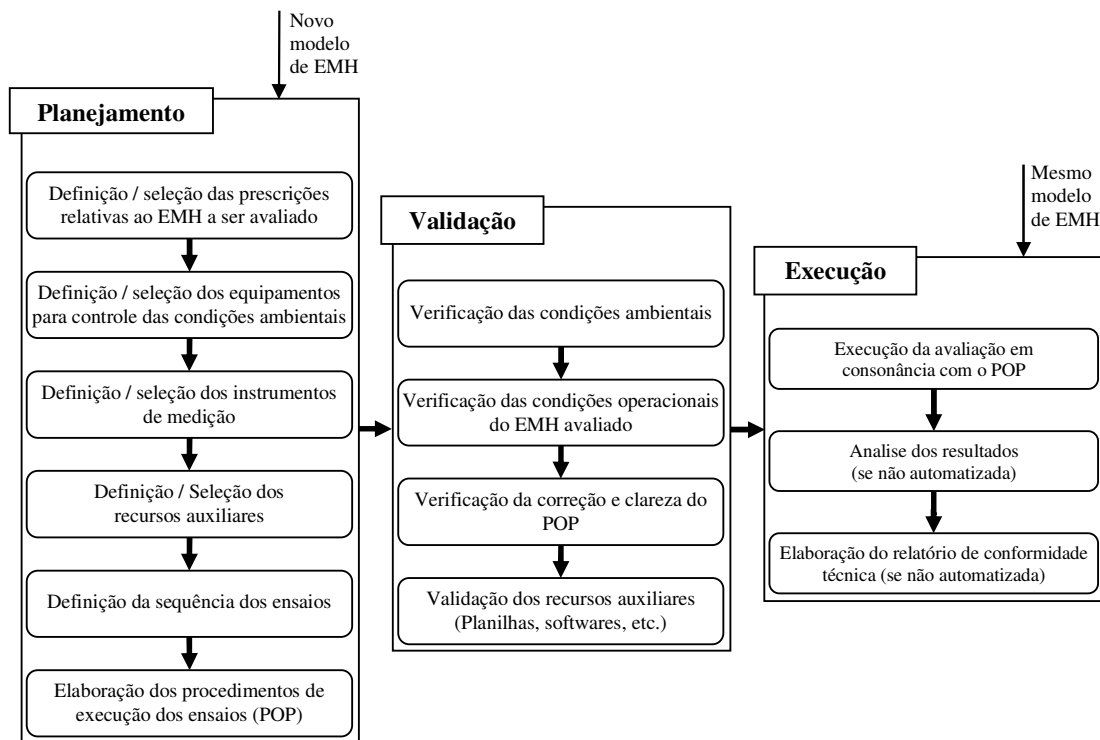 Novo
modelo
de EMH
Planejamento
Definição / seleção das prescrições
relativas ao EMH a ser avaliado
Definição / seleção dos equipamentos
para controle das condições ambientais
Definição / seleção dos instrumentos
de medição
Definição / Seleção dos
recursos auxiliares
Definição da sequência dos ensaios
Elaboração dos procedimentos de
execução dos ensaios (POP)
Validação
Verificação das condições ambientais
Verificação das condições operacionais
do EMH avaliado
Verificação da correção e clareza do
POP
Validação dos recursos auxiliares
(Planilhas, softwares, etc.)
Mesmo
modelo
de EMH
Execução
Execução da avaliação em
consonância com o POP
Analise dos resultados
(se não automatizada)
Elaboração do relatório de conformidade
técnica (se não automatizada)